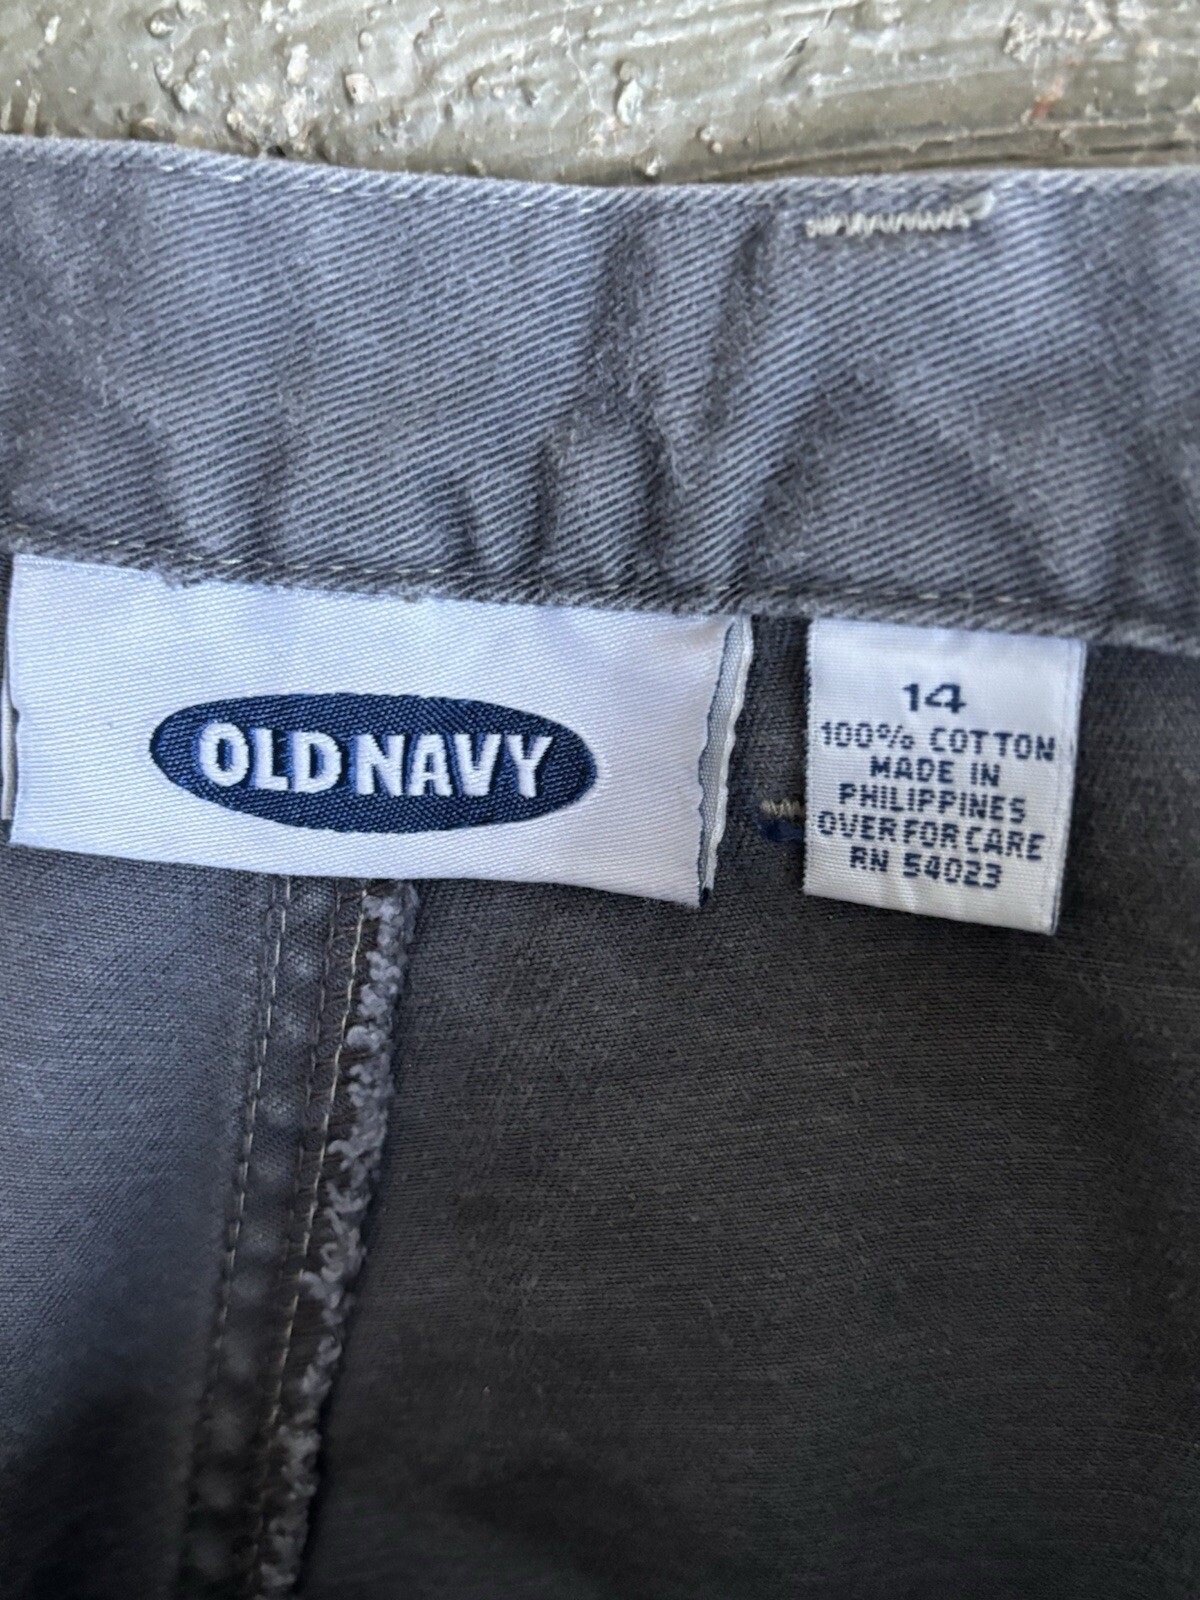 OLD NAVY
14
100% COTTON
MADE IN
PHILIPPINES
OVER FOR CARE
RN 54023